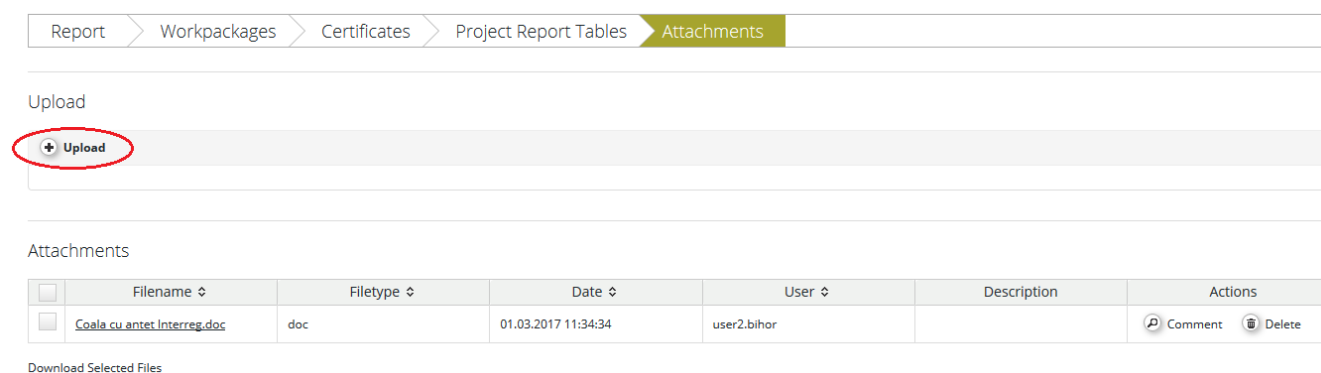 Report Workpackages Certificates Project Report Tables Attachments
Upload
Upload
Attachments
Filename Filetype Date User Description Actions
Coala cu antet Interreg.doc doc 01.03.2017 11:34:34 user2.bihor Comment Delete
Download Selected Files